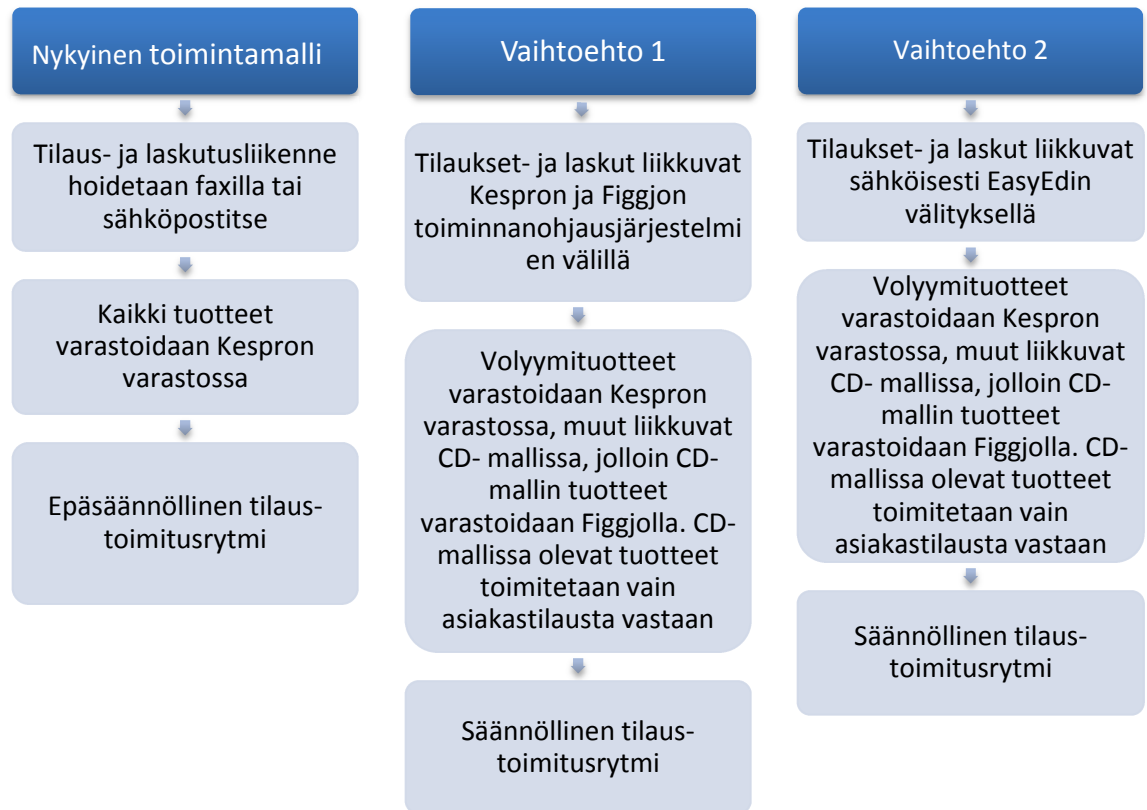 Nykyinen toimintamalli
Tilaus- ja laskutusliikenne
hoidetaan faxilla tai
sähköpostitse
Kaikki tuotteet
varastoidaan Kespron
varastossa
Epäsäännöllinen tilaus-
toimitusrytmi
Vaihtoehto 1
Tilaukset- ja laskut liikkuvat
Kespron ja Figgjon
toiminnanohjausjärjestelmi
en välillä
Volyymituotteet
varastoidaan Kespron
varastossa, muut liikkuvat
CD- mallissa, jolloin CD-
mallin tuotteet
varastoidaan Figgjolla. CD-
mallissa olevat tuotteet
toimitetaan vain
asiakastilausta vastaan
Säännöllinen tilaus-
toimitusrytmi
Vaihtoehto 2
Tilaukset- ja laskut liikkuvat
sähköisesti EasyEdin
välityksellä
Volyymituotteet
varastoidaan Kespron
varastossa, muut liikkuvat
CD- mallissa, jolloin CD-
mallin tuotteet
varastoidaan Figgjolla. CD-
mallissa olevat tuotteet
toimitetaan vain
asiakastilausta vastaan
Säännöllinen tilaus-
toimitusrytmi